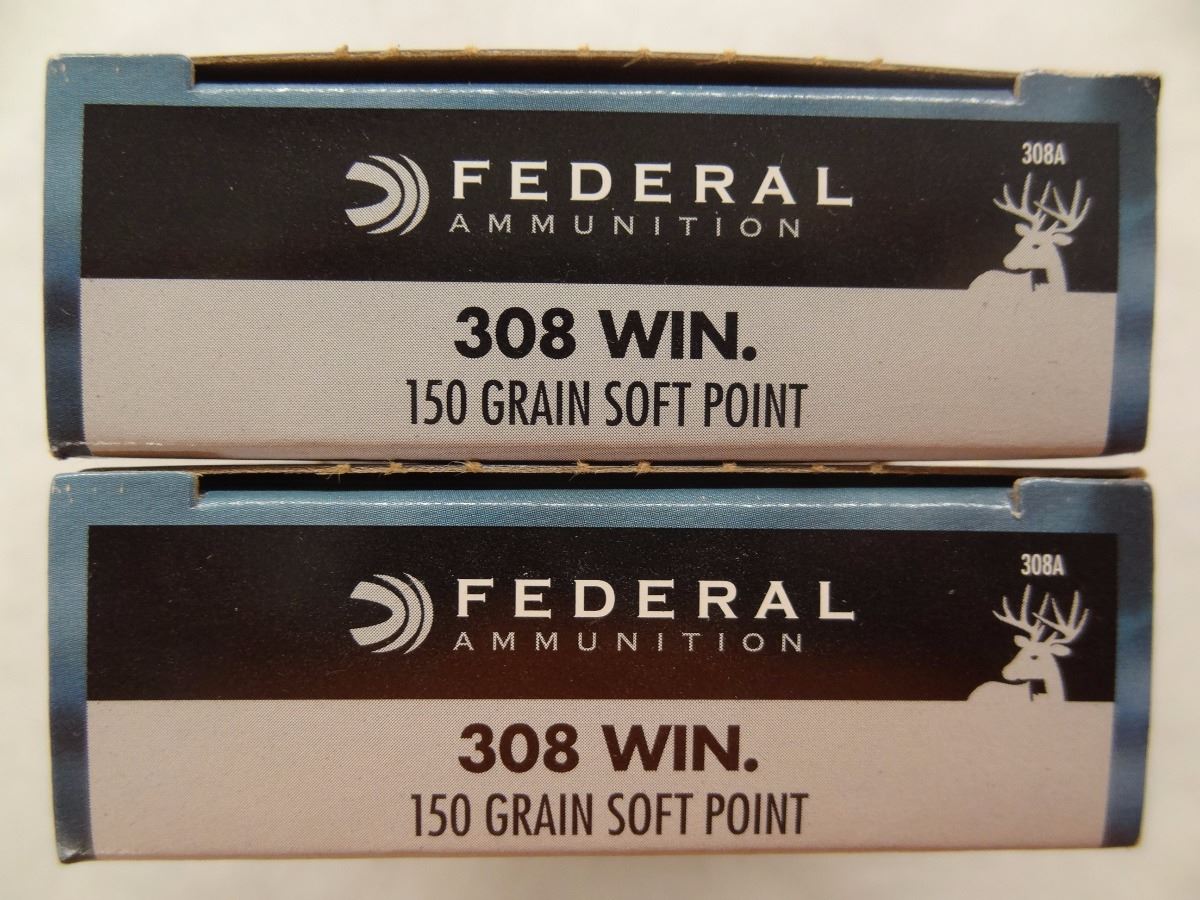 308A
FEDERAL
AMMUNITION
308 WIN.
150 GRAIN SOFT POINT
308A
FEDERAL
AMMUNITION
308 WIN.
150 GRAIN SOFT POINT